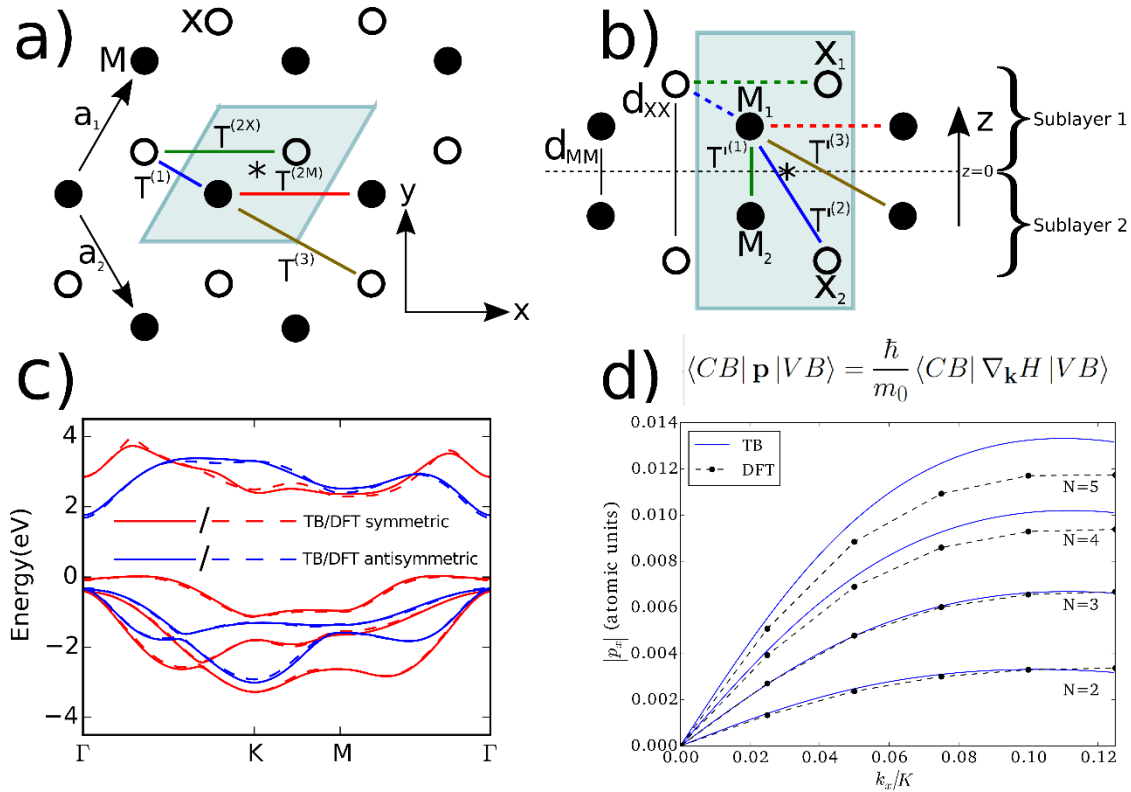 a)
X
M
a₁
T⁽²ˣ⁾
T⁽¹⁾
*
T⁽²ᴹ⁾
a₂
T⁽³⁾
y
x
b)
X₁
M₁
d_XX
d_MM
T'⁽¹⁾
T'⁽³⁾
*
T'⁽²⁾
M₂
X₂
z
z=0
Sublayer 1
Sublayer 2
c)
Energy(eV)
4
2
0
−2
−4
TB/DFT symmetric
TB/DFT antisymmetric
Γ K M Γ
d)
⟨CB| p |VB⟩ = ħ/m₀ ⟨CB| ∇ₖH |VB⟩
|pₓ| (atomic units)
0.014
0.012
0.010
0.008
0.006
0.004
0.002
0.000
TB
DFT
N=5
N=4
N=3
N=2
0.00 0.02 0.04 0.06 0.08 0.10 0.12
kₓ/K